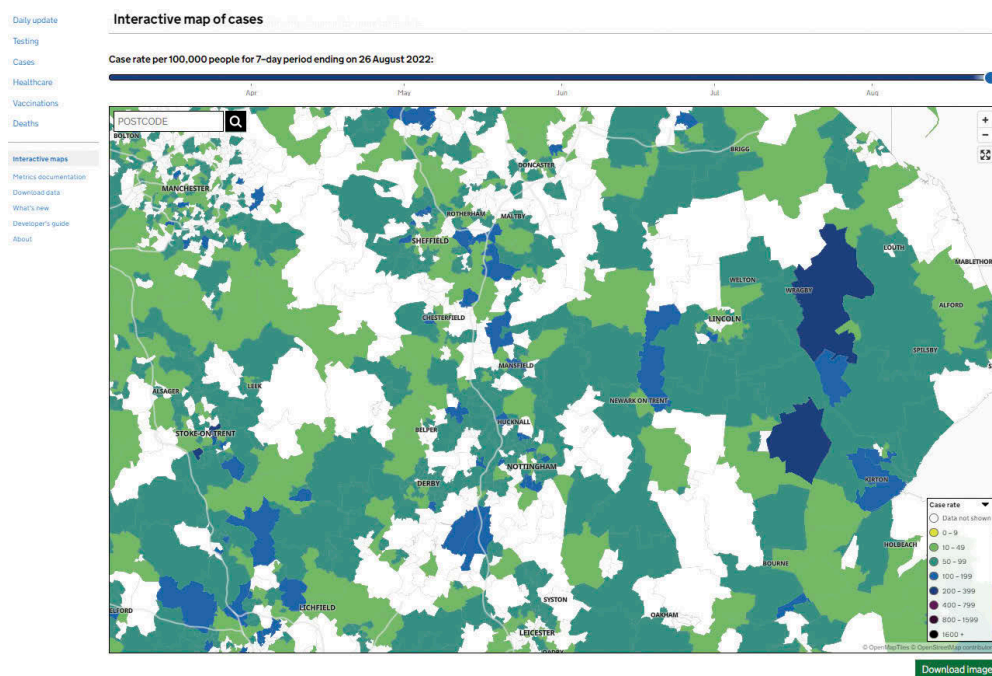 Daily update
Testing
Cases
Healthcare
Vaccinations
Deaths
Interactive maps
Metrics documentation
Download data
What's new
Developer's guide
About
Interactive map of cases
Case rate per 100,000 people for 7-day period ending on 26 August 2022:
Apr May Jun Jul Aug
POSTCODE
+
−
BOLTON
BRIGG
DONCASTER
MANCHESTER
ROTHERHAM MALTBY
SHEFFIELD
LOUTH
MABLETHOR
WELTON
WRAGBY
ALFORD
CHESTERFIELD
LINCOLN
SPILSBY
MANSFIELD
LEEK
ALSAGER
NEWARK ON TRENT
HUCKNALL
BELPER
STOKE-ON-TRENT
NOTTINGHAM
DERBY
KIRTON
HOLBEACH
BOURNE
SYSTON
LICHFIELD
ELFORD
OAKHAM
LEICESTER
OADBY
Case rate
Data not shown
0 – 9
10 – 49
50 – 99
100 – 199
200 – 399
400 – 799
800 – 1599
1600 +
© OpenMapTiles © OpenStreetMap contribute
Download image